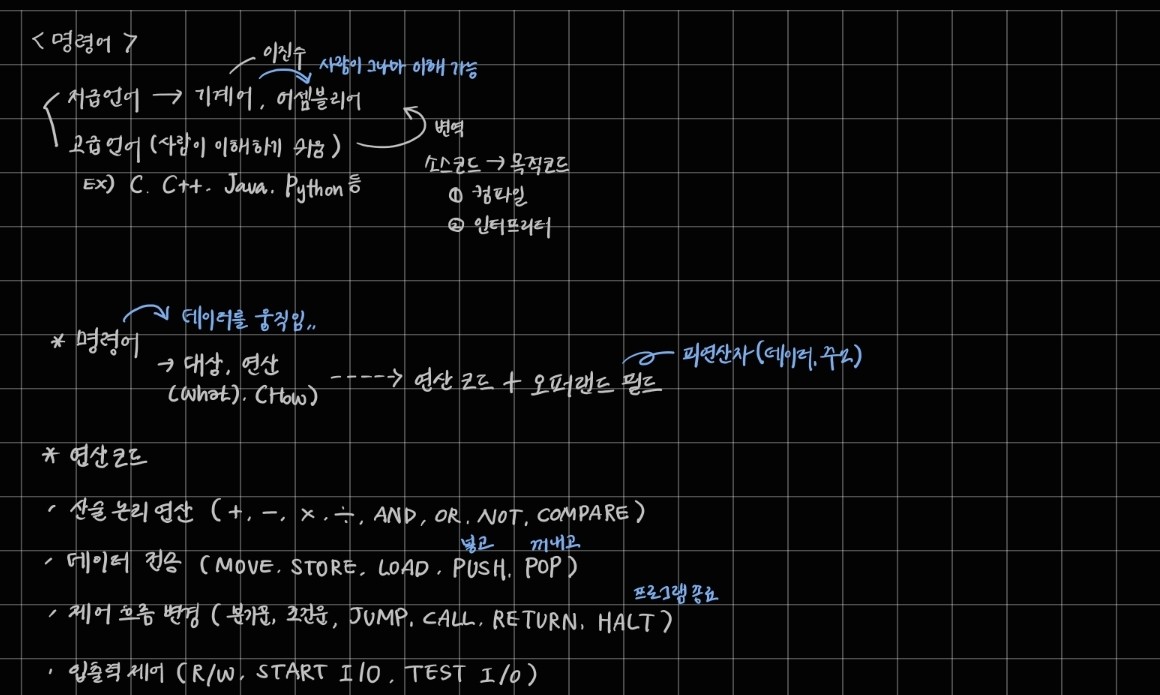 <명령어>
이진수
사람이 그나마 이해 가능
저급언어 → 기계어, 어셈블리어
번역
고급언어 (사람이 이해하기 쉬움)
소스코드 → 목적코드
EX) C. C++. Java. Python 등
① 컴파일
② 인터프리터
데이터를 움직임..
* 명령어
→ 대상, 연산
(What). (How)
----> 연산코드 + 오퍼랜드 필드
피연산자(데이터, 주소)
* 연산코드
· 산술 논리 연산 (+. -. ×. ÷, AND, OR. NOT, COMPARE)
넣고 꺼내고
· 데이터 전송 (MOVE. STORE, LOAD. PUSH, POP)
프로그램 종료
· 제어 흐름 변경 (분기문, 조건문, JUMP. CALL. RETURN. HALT)
· 입출력 제어 (R/W. START I/O. TEST I/O)